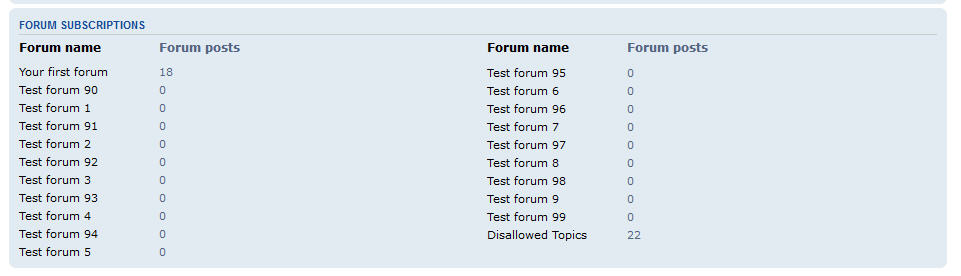 FORUM SUBSCRIPTIONS
Forum name Forum posts
Your first forum 18
Test forum 90 0
Test forum 1 0
Test forum 91 0
Test forum 2 0
Test forum 92 0
Test forum 3 0
Test forum 93 0
Test forum 4 0
Test forum 94 0
Test forum 5 0
Forum name Forum posts
Test forum 95 0
Test forum 6 0
Test forum 96 0
Test forum 7 0
Test forum 97 0
Test forum 8 0
Test forum 98 0
Test forum 9 0
Test forum 99 0
Disallowed Topics 22